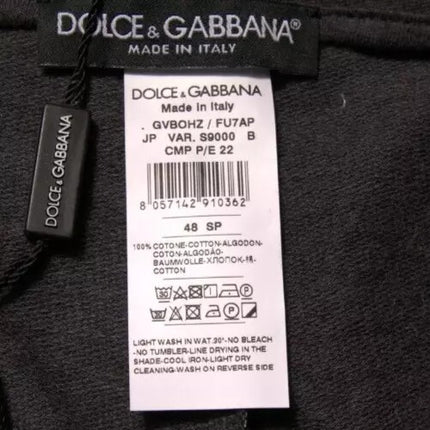 DOLCE & GABBANA®
MADE IN ITALY
DOLCE & GABBANA
DOLCE & GABBANA
Made in Italy
GVBOHZ / FU7AP
JP VAR. S9000 B
CMP P/E 22
8 057142 910362
48 SP
100% COTONE-COTTON-ALGODON-
COTON-ALGODÃO-
BAUMWOLLE-ХЛОПОК-棉-
COTTON
30
LIGHT WASH IN WAT.20°-NO BLEACH
-NO TUMBLER-LINE DRYING IN THE
SHADE-COOL IRON-LIGHT DRY
CLEANING-WASH ON REVERSE SIDE